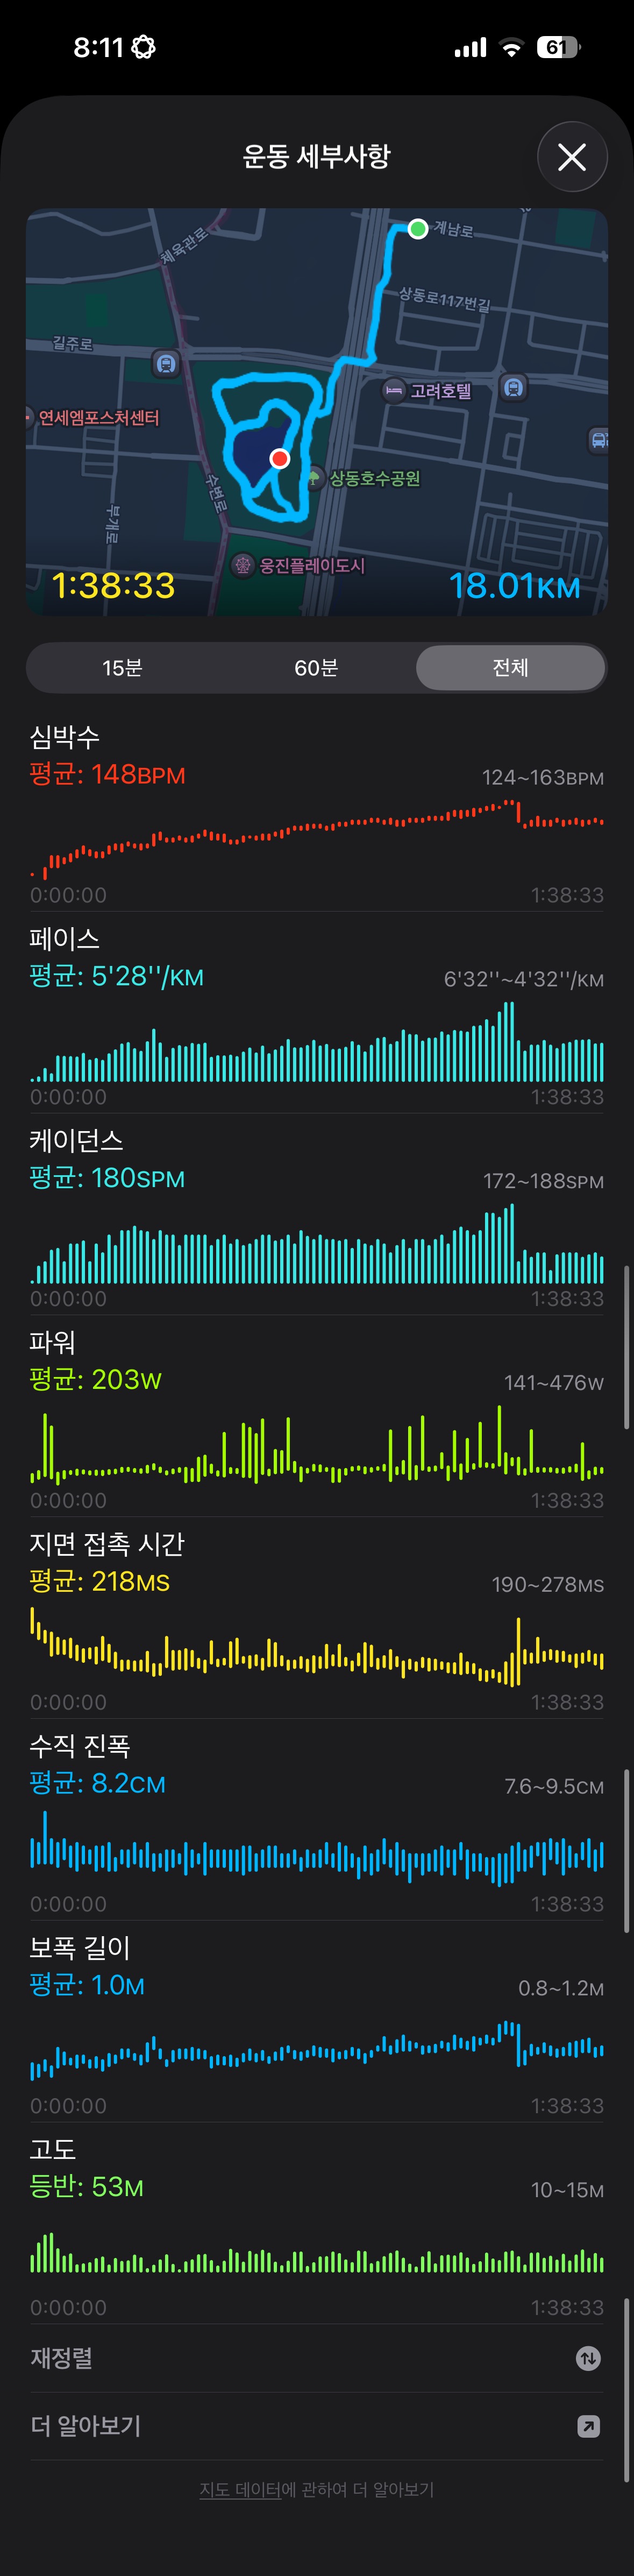 8:11
61
운동 세부사항
계남로
체육관로
상동로117번길
길주로
고려호텔
연세엠포스처센터
상동호수공원
수변로
부개로
웅진플레이도시
1:38:33
18.01KM
15분
60분
전체
심박수
평균: 148BPM
124~163BPM
0:00:00
1:38:33
페이스
평균: 5'28''/KM
6'32''~4'32''/KM
0:00:00
1:38:33
케이던스
평균: 180SPM
172~188SPM
0:00:00
1:38:33
파워
평균: 203W
141~476W
0:00:00
1:38:33
지면 접촉 시간
평균: 218MS
190~278MS
0:00:00
1:38:33
수직 진폭
평균: 8.2CM
7.6~9.5CM
0:00:00
1:38:33
보폭 길이
평균: 1.0M
0.8~1.2M
0:00:00
1:38:33
고도
등반: 53M
10~15M
0:00:00
1:38:33
재정렬
더 알아보기
지도 데이터에 관하여 더 알아보기